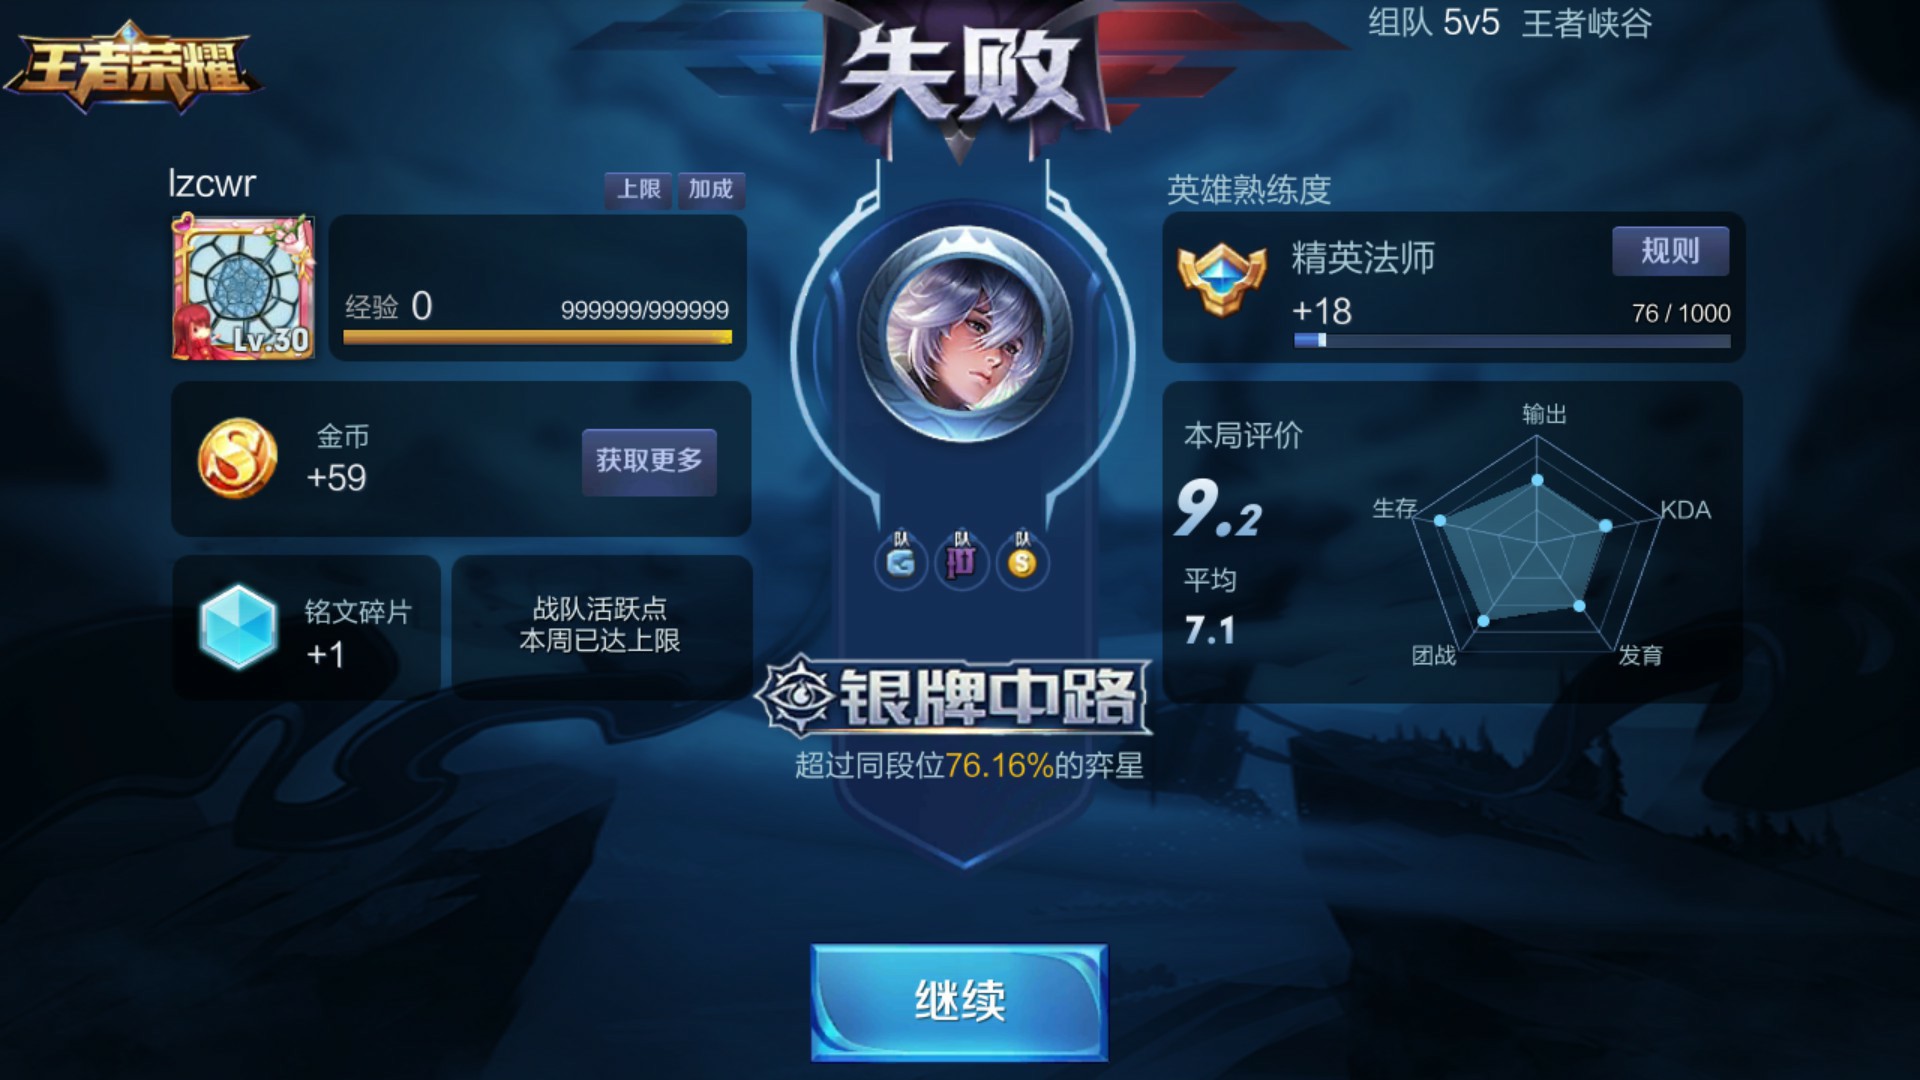 王者荣耀
失败
组队 5v5 王者峡谷
lzcwr
上限 加成
Lv.30
经验 0
999999/999999
金币
+59
获取更多
铭文碎片
+1
战队活跃点
本周已达上限
队 队 队
银牌中路
超过同段位76.16%的弈星
继续
英雄熟练度
精英法师
规则
+18
76 / 1000
本局评价
9.2
平均
7.1
输出
生存
KDA
团战
发育